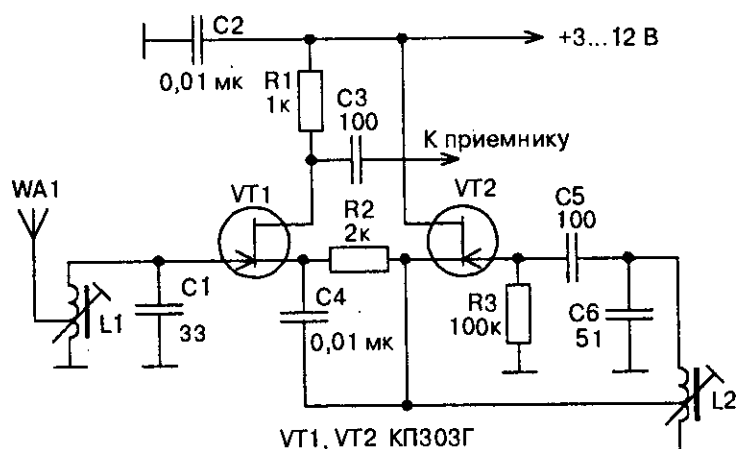 C2
0,01 мк
+3...12 В
R1
1к
C3
100
К приемнику
WA1
VT1
R2
2к
VT2
C5
100
L1
C1
33
C4
0,01 мк
R3
100к
C6
51
L2
VT1, VT2 КП303Г